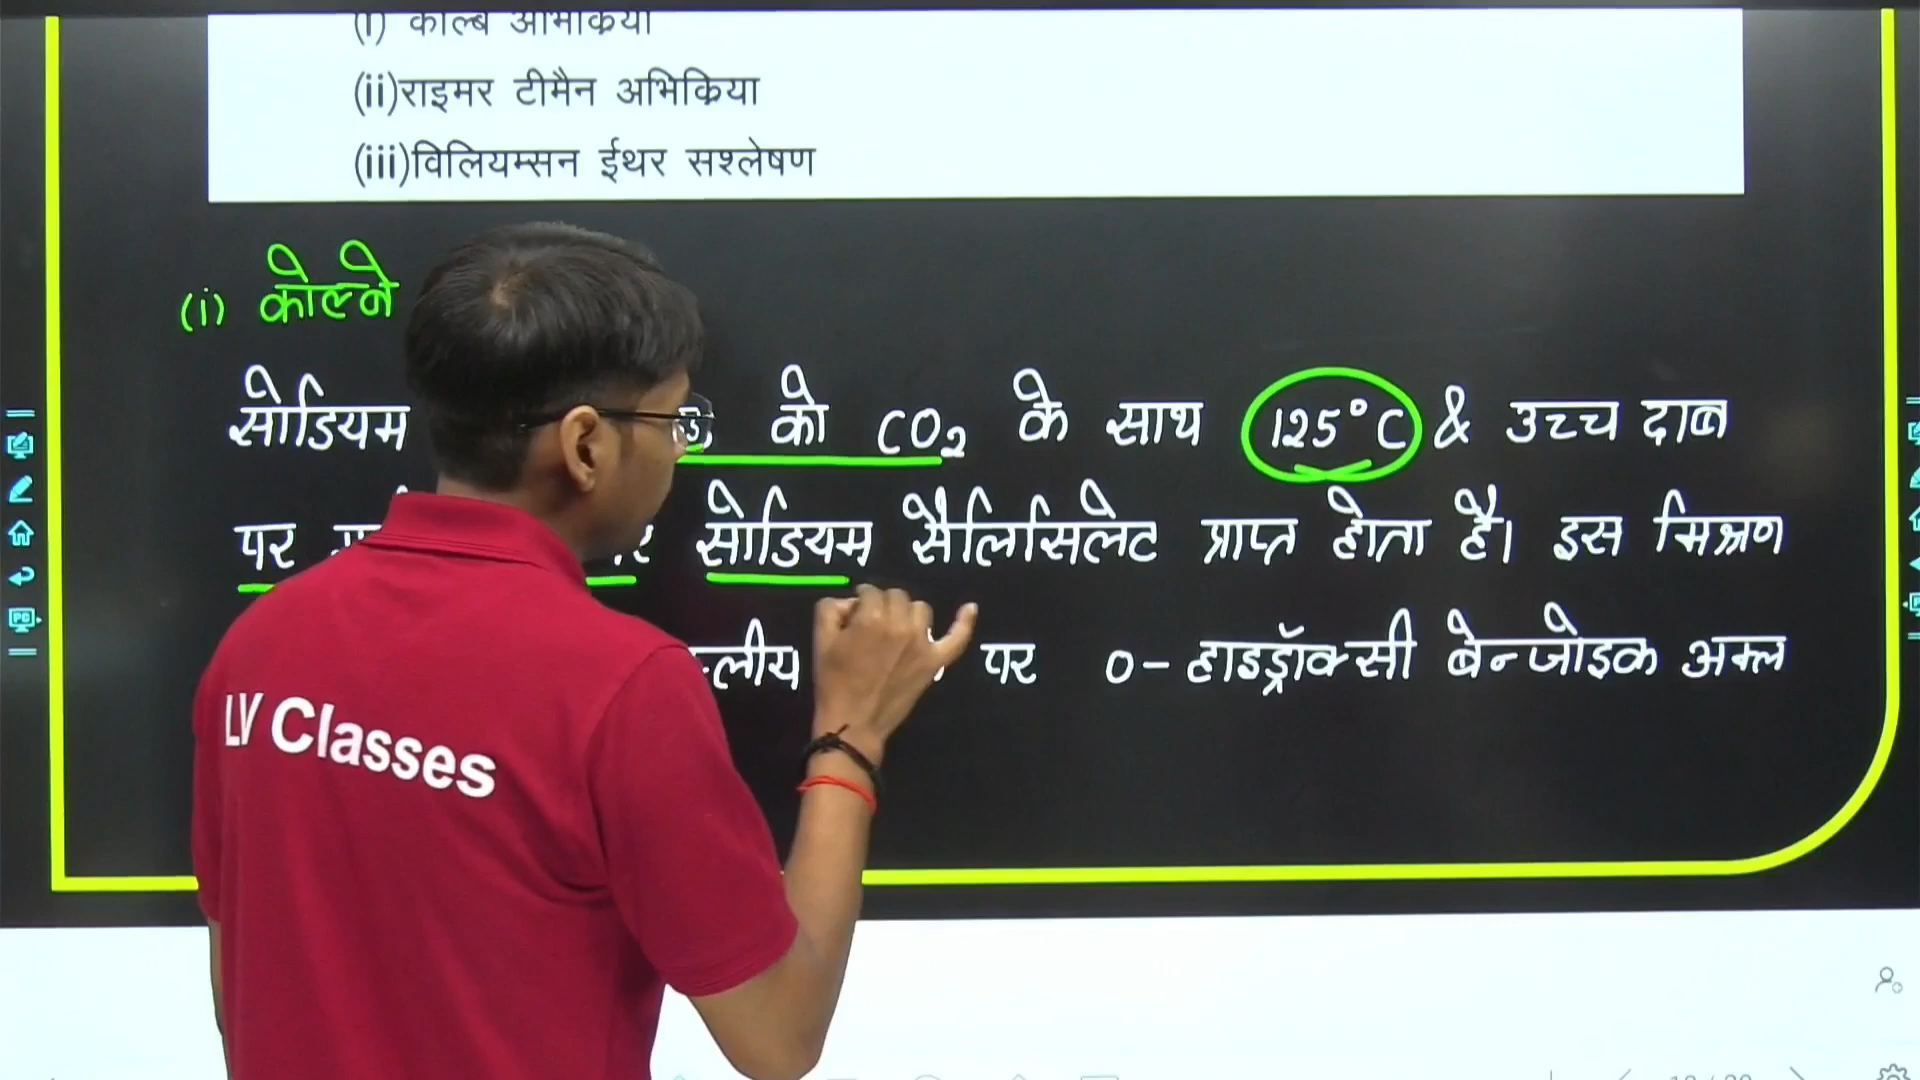 (i) कोल्बे अभिक्रिया
(ii)राइमर टीमैन अभिक्रिया
(iii)विलियम्सन ईथर सश्लेषण
(i) कोल्बे
सोडियम को CO2 के साथ 125°C & उच्च दाब
पर सोडियम सैलिसिलेट प्राप्त होता है। इस मिश्रण
पर o-हाइड्रॉक्सी बेन्जोइक अम्ल
LV Classes